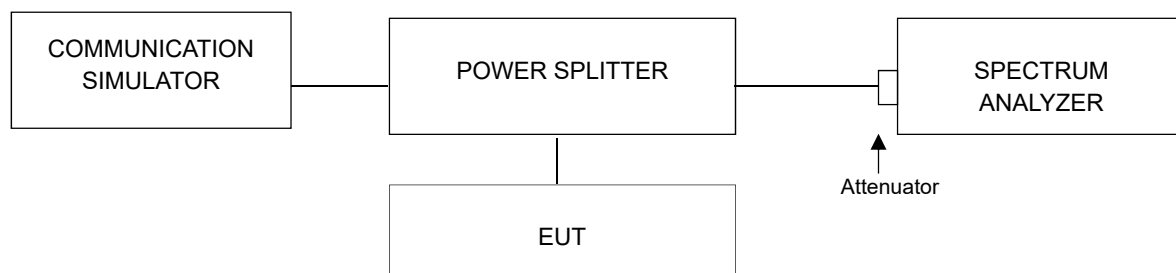 COMMUNICATION
SIMULATOR
POWER SPLITTER
SPECTRUM
ANALYZER
Attenuator
EUT